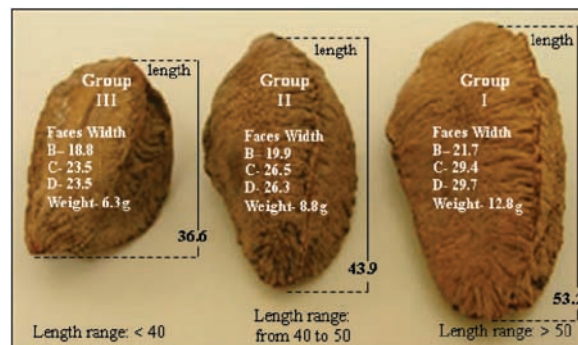 length
Group
III
Faces Width
B– 18.8
C- 23.5
D- 23.5
Weight- 6.3g
36.6
Length range: < 40
length
Group
II
Faces Width
B– 19.9
C- 26.5
D- 26.3
Weight- 8.8g
43.9
Length range:
from 40 to 50
length
Group
I
Faces Width
B– 21.7
C- 29.4
D- 29.7
Weight- 12.8g
Length range: > 50